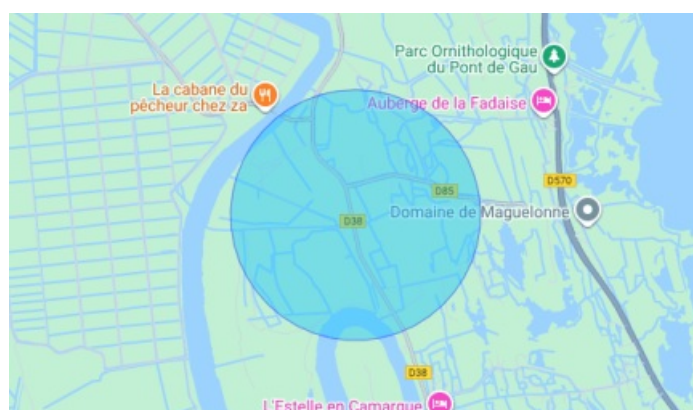 Parc Ornithologique
du Pont de Gau
La cabane du
pêcheur chez za
Auberge de la Fadaise
D85
D570
Domaine de Maguelonne
D38
D38
L'Estelle en Camargue